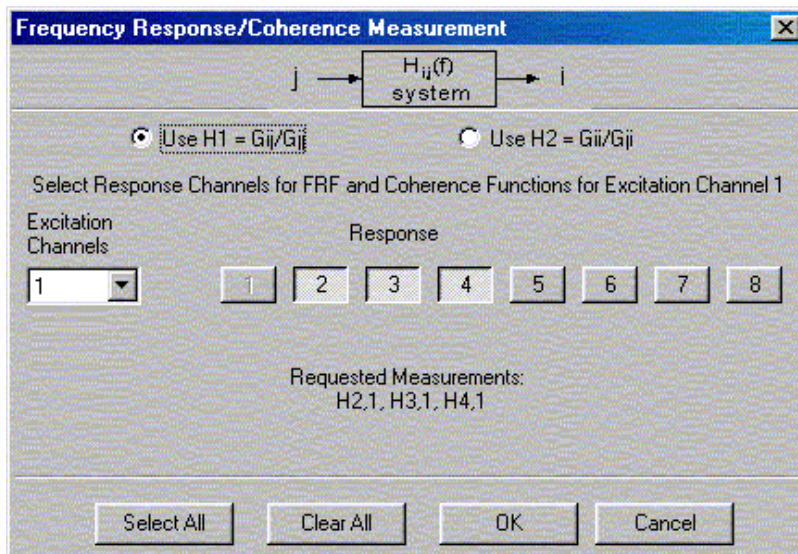 Frequency Response/Coherence Measurement
j H ij(f) system i
Use H1 = Gij/Gjj Use H2 = Gii/Gji
Select Response Channels for FRF and Coherence Functions for Excitation Channel 1
Excitation Channels
Response
1 1 2 3 4 5 6 7 8
Requested Measurements:
H2,1, H3,1, H4,1
Select All Clear All OK Cancel